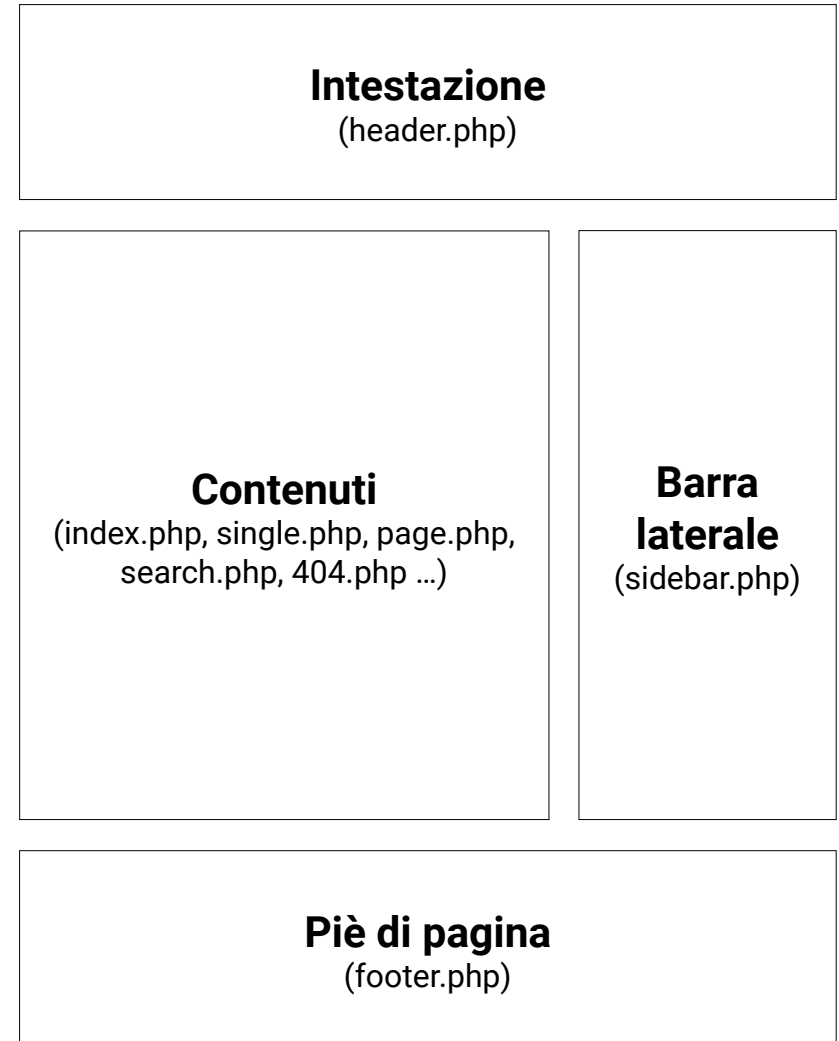 Intestazione
(header.php)
Contenuti
(index.php, single.php, page.php,
search.php, 404.php ...)
Barra
laterale
(sidebar.php)
Piè di pagina
(footer.php)